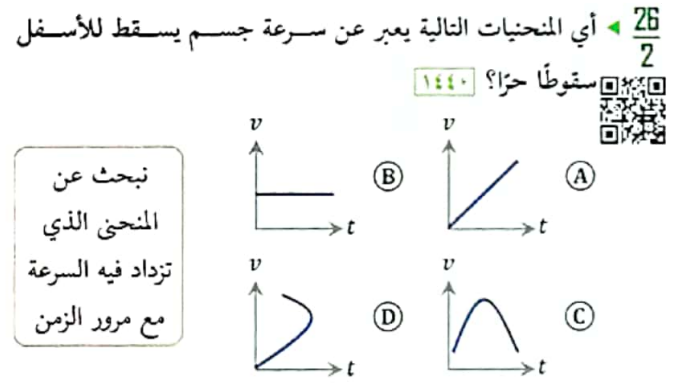 26/2 ◄ أي المنحنيات التالية يعبر عن سرعة جسم يسقط للأسفل
سقوطًا حرًا؟ ١٤٤٠
A v t
B v t
C v t
D v t
نبحث عن
المنحنى الذي
تزداد فيه السرعة
مع مرور الزمن